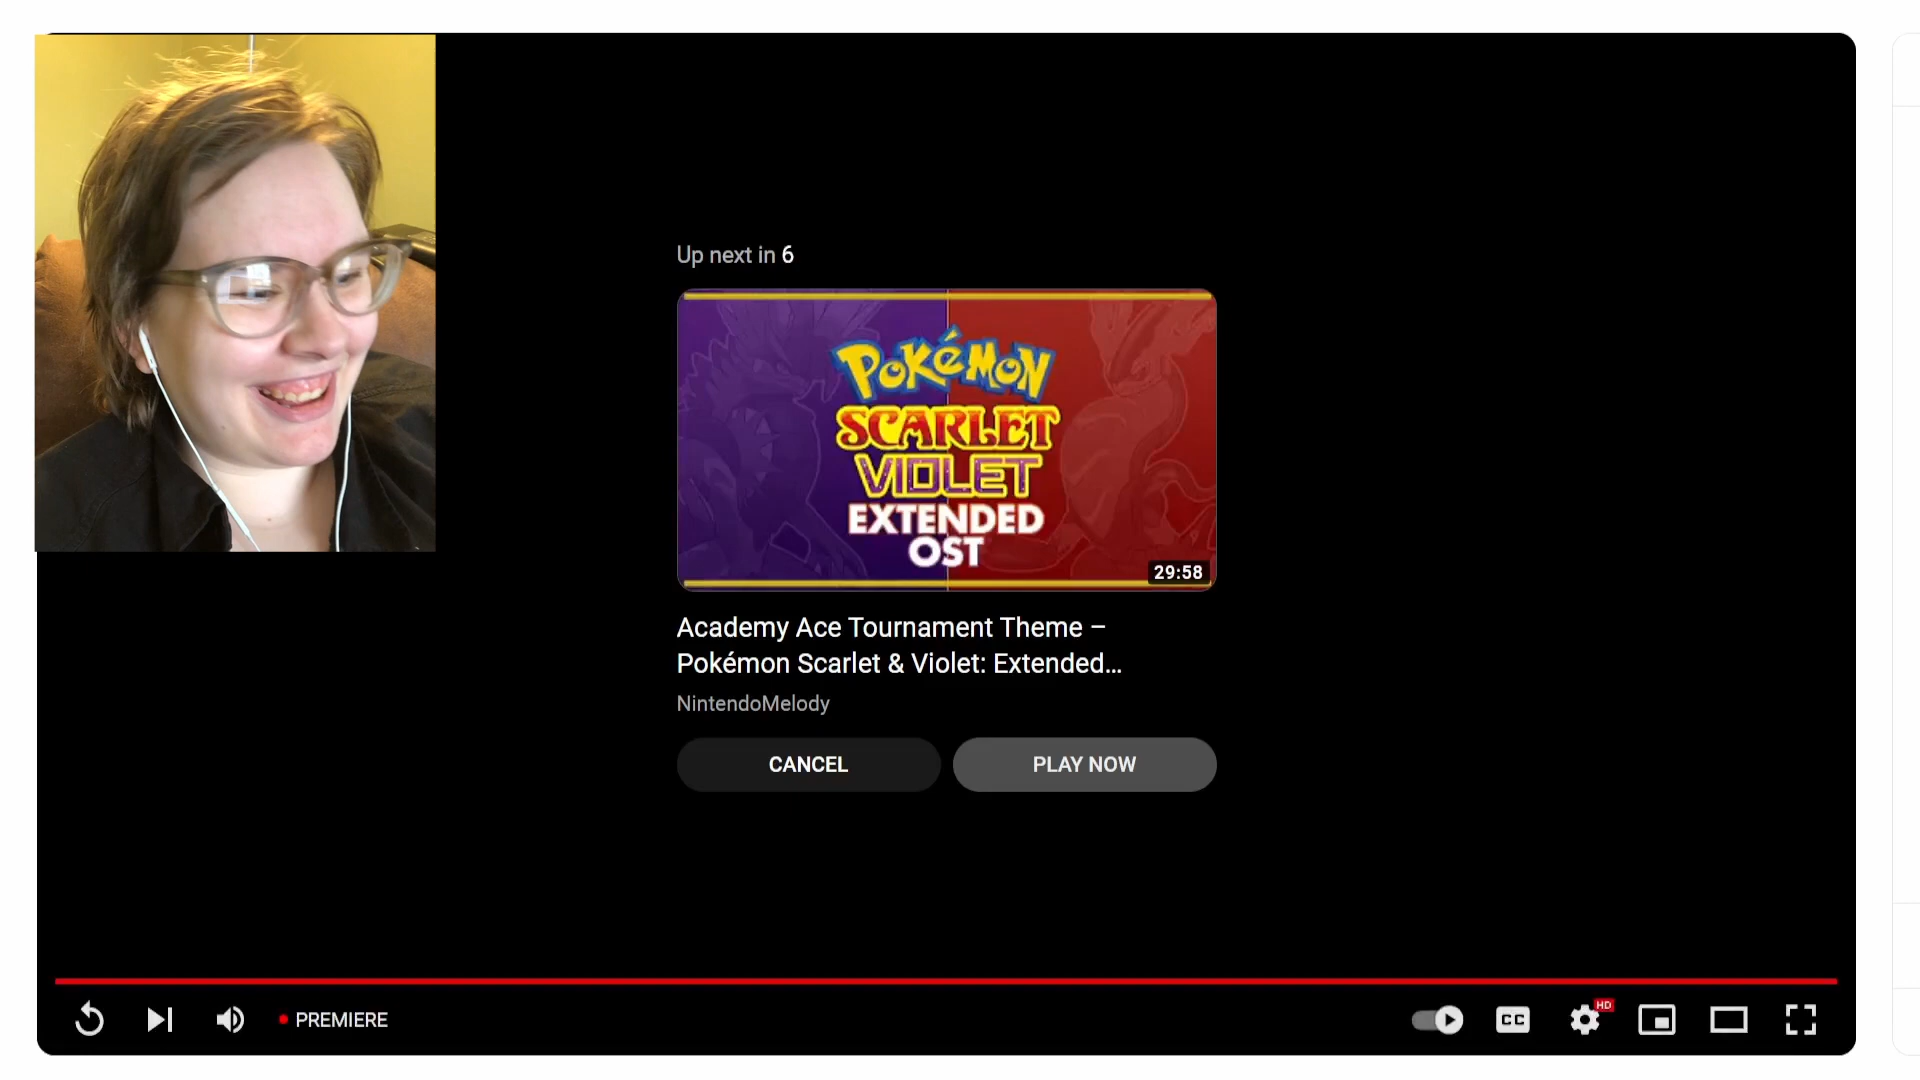 Up next in 6
POKéMON
SCARLET
VIOLET
EXTENDED
OST
29:58
Academy Ace Tournament Theme –
Pokémon Scarlet & Violet: Extended...
NintendoMelody
CANCEL
PLAY NOW
PREMIERE
CC
HD